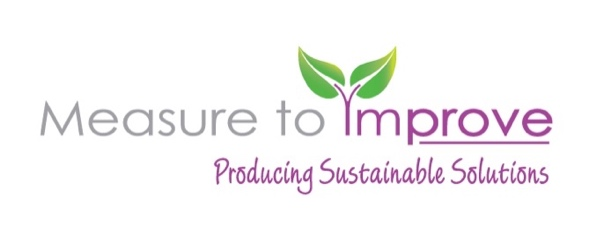 Measure to Improve
Producing Sustainable Solutions